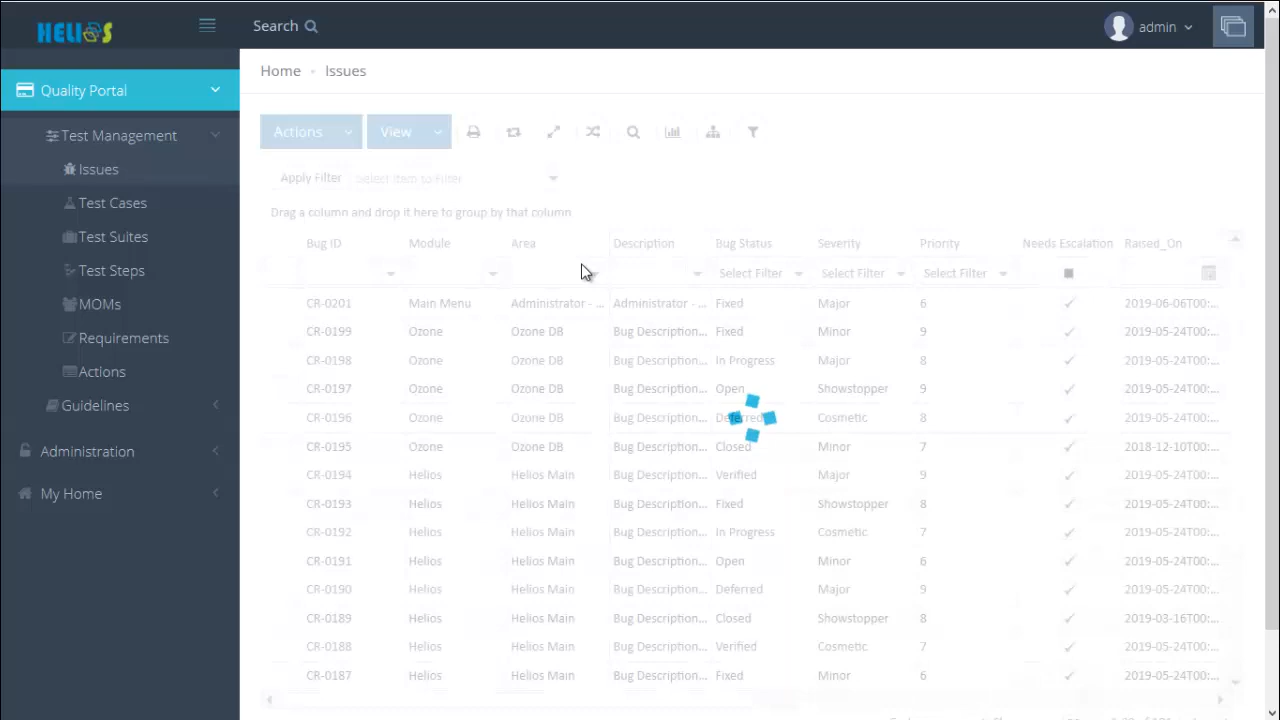 HELIOS
Search
admin
Quality Portal
Test Management
Issues
Test Cases
Test Suites
Test Steps
MOMs
Requirements
Actions
Guidelines
Administration
My Home
Home Issues
Actions View
Apply Filter Select Item to Filter
Drag a column and drop it here to group by that column
Bug ID Module Area Description Bug Status Severity Priority Needs Escalation Raised_On
Select Filter Select Filter Select Filter
CR-0201 Main Menu Administrator - ... Administrator - ... Fixed Major 6 2019-06-06T00:...
CR-0199 Ozone Ozone DB Bug Description... Fixed Minor 9 2019-05-24T00:...
CR-0198 Ozone Ozone DB Bug Description... In Progress Major 8 2019-05-24T00:...
CR-0197 Ozone Ozone DB Bug Description... Open Showstopper 9 2019-05-24T00:...
CR-0196 Ozone Ozone DB Bug Description... Deferred Cosmetic 8 2019-05-24T00:...
CR-0195 Ozone Ozone DB Bug Description... Closed Minor 7 2018-12-10T00:...
CR-0194 Helios Helios Main Bug Description... Verified Major 9 2019-05-24T00:...
CR-0193 Helios Helios Main Bug Description... Fixed Showstopper 8 2019-05-24T00:...
CR-0192 Helios Helios Main Bug Description... In Progress Cosmetic 7 2019-05-24T00:...
CR-0191 Helios Helios Main Bug Description... Open Minor 6 2019-05-24T00:...
CR-0190 Helios Helios Main Bug Description... Deferred Major 9 2019-05-24T00:...
CR-0189 Helios Helios Main Bug Description... Closed Showstopper 8 2019-03-16T00:...
CR-0188 Helios Helios Main Bug Description... Verified Cosmetic 7 2019-05-24T00:...
CR-0187 Helios Helios Main Bug Description... Fixed Minor 6 2019-05-24T00:...